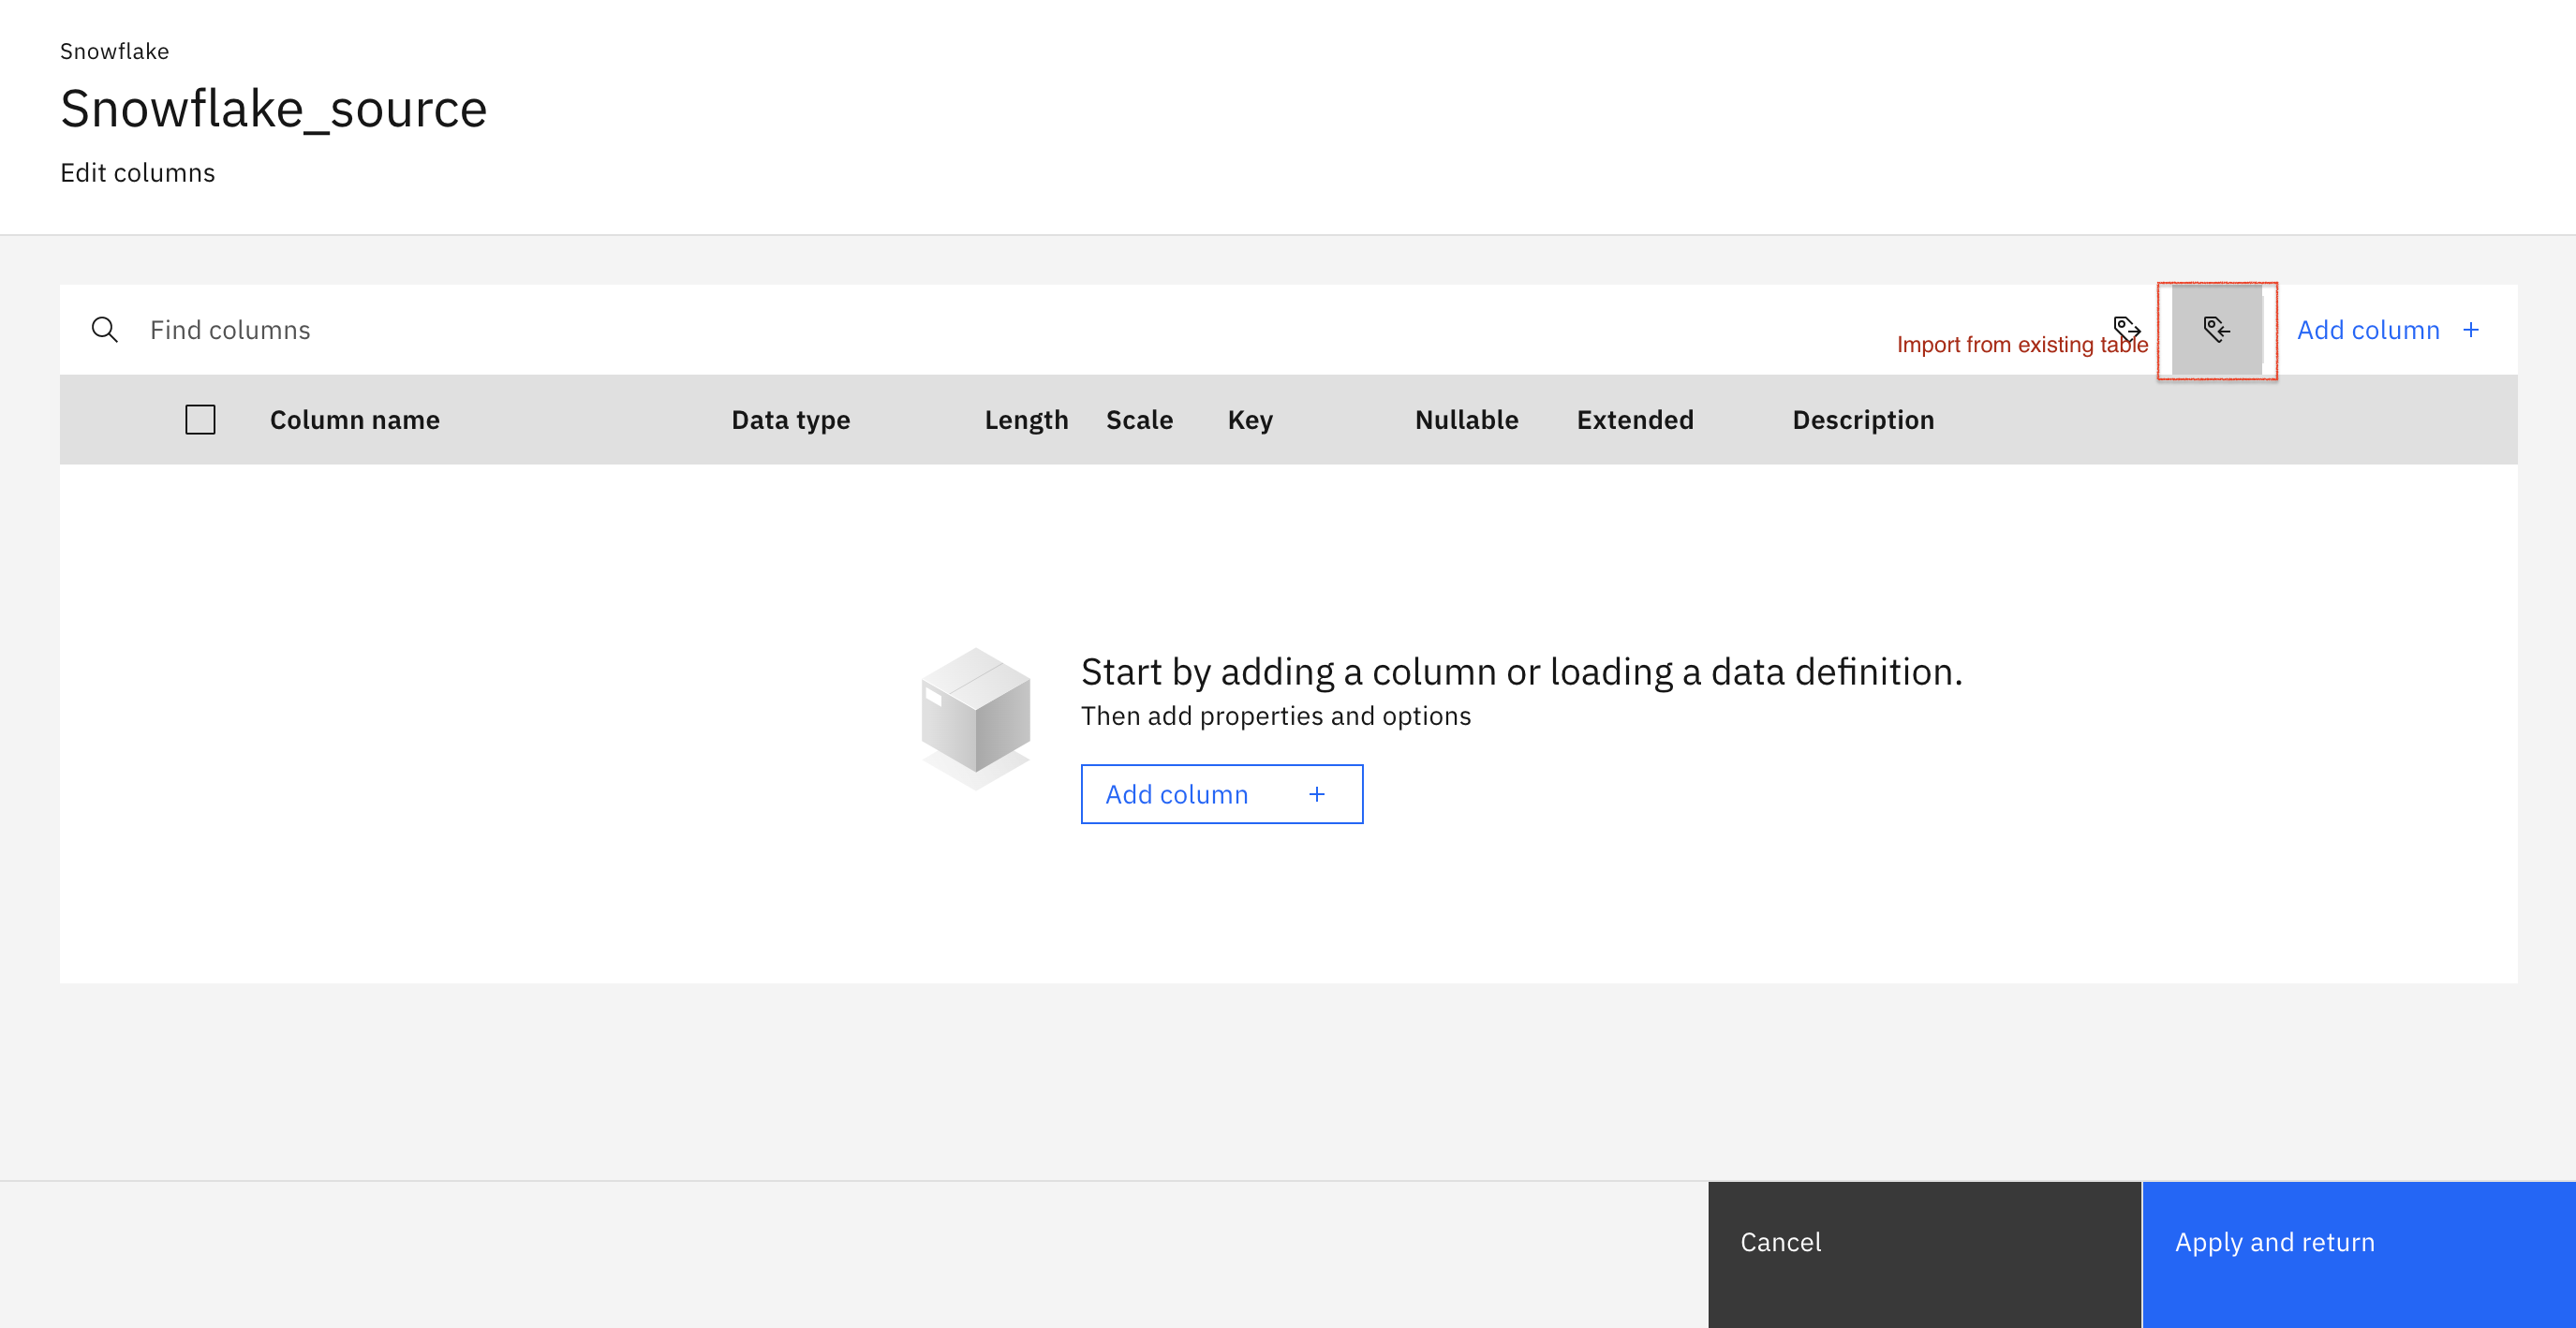 Snowflake
Snowflake_source
Edit columns
Find columns
Import from existing table
Add column +
Column name Data type Length Scale Key Nullable Extended Description
Start by adding a column or loading a data definition.
Then add properties and options
Add column +
Cancel Apply and return